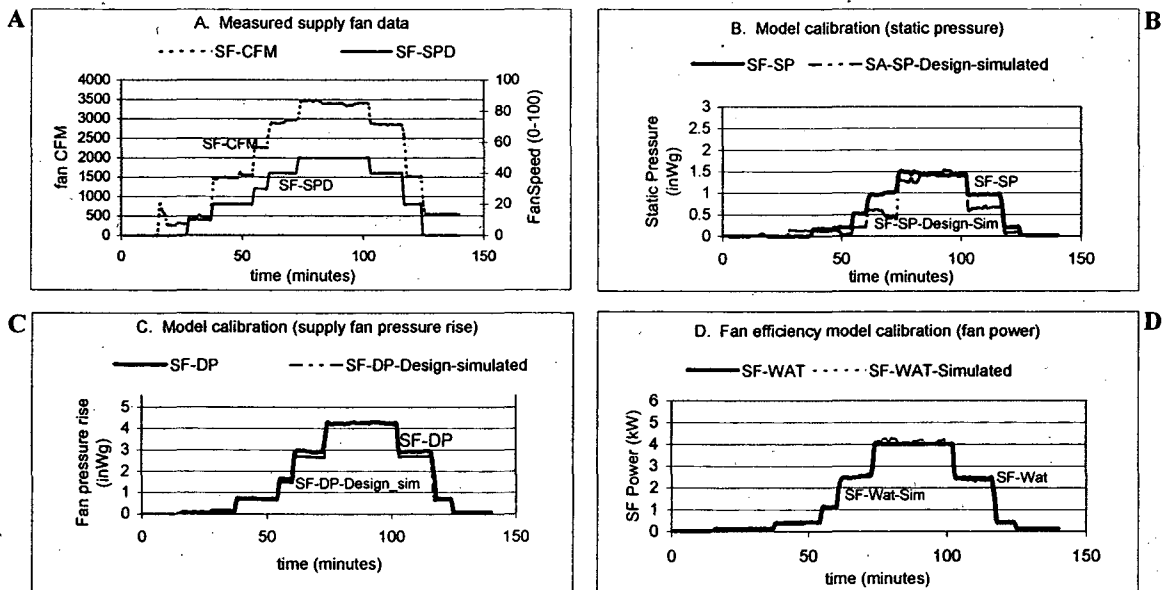 A
A. Measured supply fan data
SF-CFM SF-SPD
4000
3500
3000
2500
2000
1500
1000
500
0
100
80
60
40
20
0
fan CFM
FanSpeed (0-100)
SF-CFM
SF-SPD
0 50 100 150
time (minutes)
B
B. Model calibration (static pressure)
SF-SP SA-SP-Design-simulated
3
2.5
2
1.5
1
0.5
0
Static Pressure
(inWg)
SF-SP
SF-SP-Design-Sim
0 50 100 150
time (minutes)
C
C. Model calibration (supply fan pressure rise)
SF-DP SF-DP-Design-simulated
5
4
3
2
1
0
Fan pressure rise
(inWg)
SF-DP
SF-DP-Design_sim
0 50 100 150
time (minutes)
D
D. Fan efficiency model calibration (fan power)
SF-WAT SF-WAT-Simulated
6
5
4
3
2
1
0
SF Power (kW)
SF-Wat-Sim
SF-Wat
0 50 100 150
time (minutes)